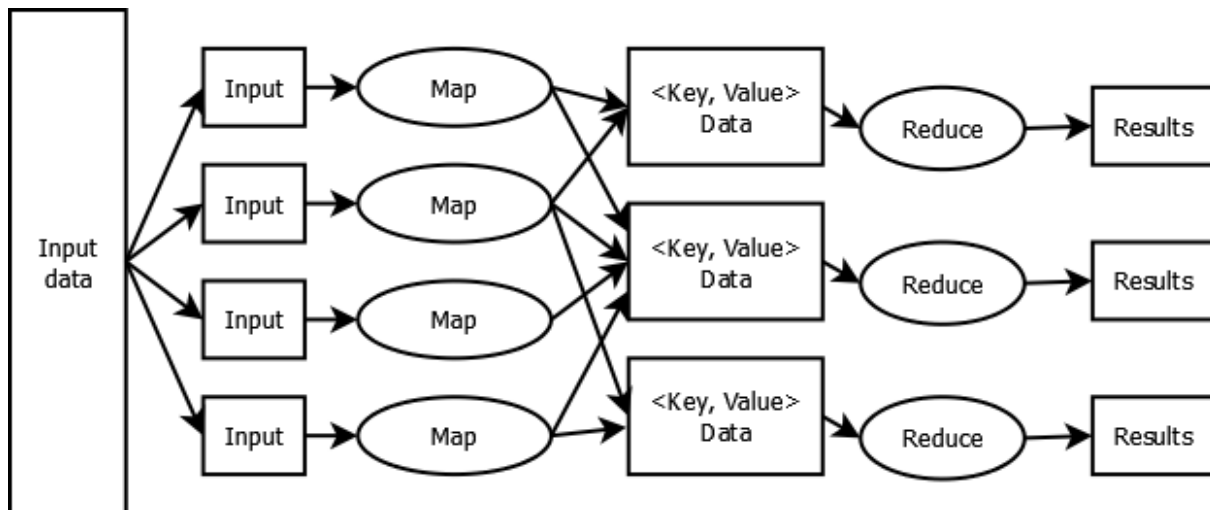 Input
data
Input
Map
Input
Map
Input
Map
Input
Map
<Key, Value>
Data
Reduce
Results
<Key, Value>
Data
Reduce
Results
<Key, Value>
Data
Reduce
Results